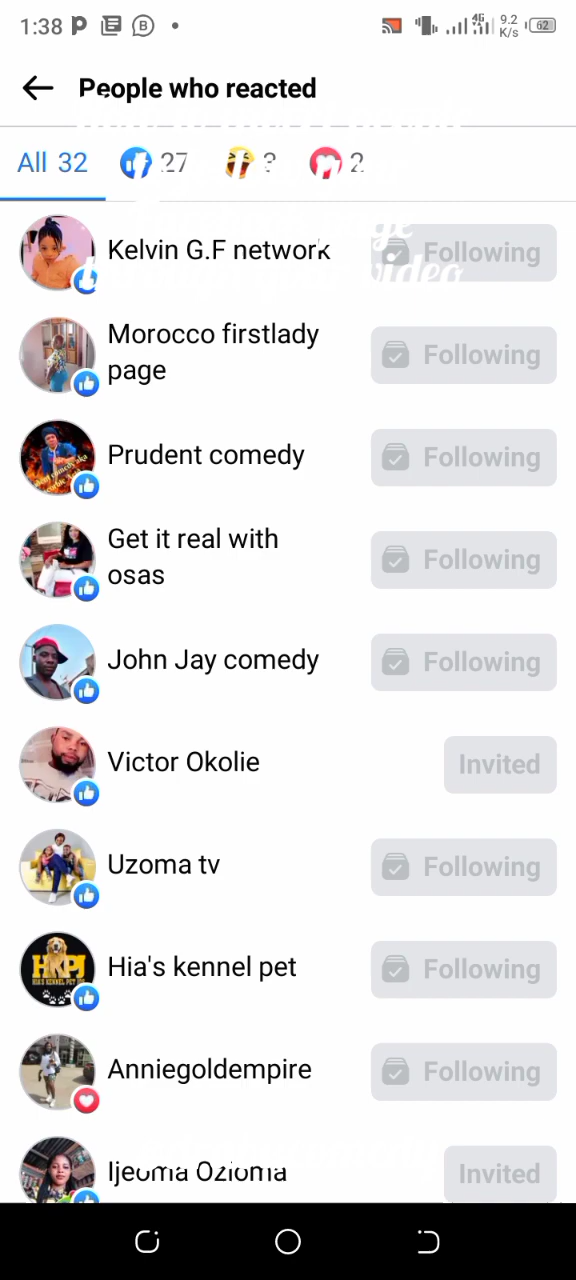 1:38
4G
9.2
K/s
62
People who reacted
All 32
27
2
Kelvin G.F network
Following
video
Morocco firstlady
page
Following
Prudent comedy
Following
Get it real with
osas
Following
John Jay comedy
Following
Victor Okolie
Invited
Uzoma tv
Following
Hia's kennel pet
Following
Anniegoldempire
Following
Ijeoma Ozioma
Invited